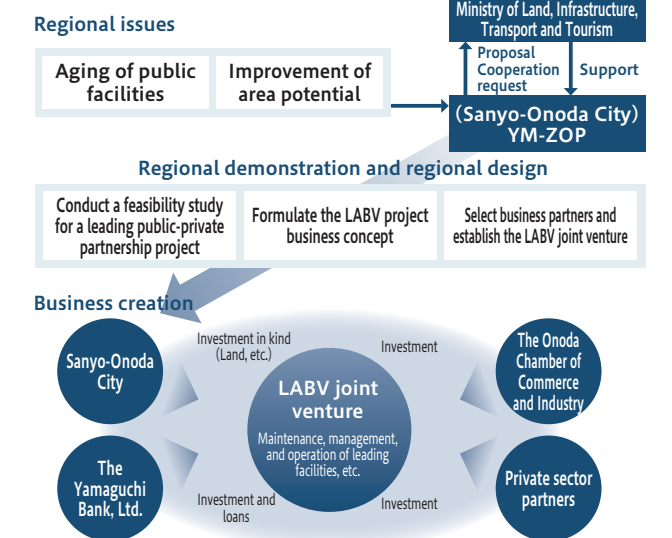 Ministry of Land, Infrastructure,
Transport and Tourism
Regional issues
Aging of public
facilities
Improvement of
area potential
Proposal
Cooperation
request
Support
(Sanyo-Onoda City)
YM-ZOP
Regional demonstration and regional design
Conduct a feasibility study
for a leading public-private
partnership project
Formulate the LABV project
business concept
Select business partners and
establish the LABV joint venture
Business creation
Sanyo-Onoda
City
Investment in kind
(Land, etc.)
Investment
The Onoda
Chamber of
Commerce
and Industry
LABV joint
venture
Maintenance, management,
and operation of leading
facilities, etc.
The
Yamaguchi
Bank, Ltd.
Investment and
loans
Investment
Private sector
partners